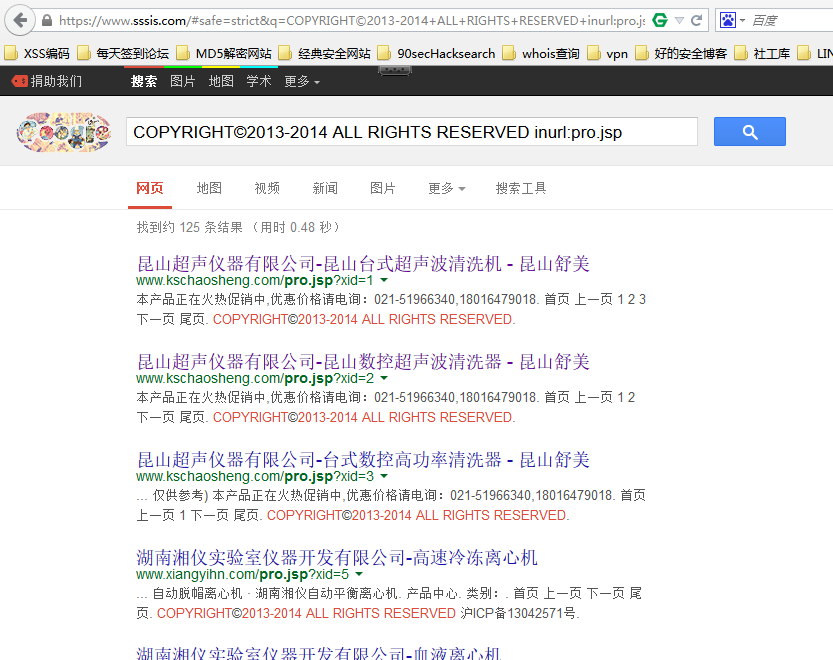 https://www.sssis.com/#safe=strict&q=COPYRIGHT©2013-2014+ALL+RIGHTS+RESERVED+inurl:pro.js 百度
XSS编码 每天签到论坛 MD5解密网站 经典安全网站 90secHacksearch whois查询 vpn 好的安全博客 社工库 LIN
捐助我们 搜索 图片 地图 学术 更多
COPYRIGHT©2013-2014 ALL RIGHTS RESERVED inurl:pro.jsp
网页 地图 视频 新闻 图片 更多 搜索工具
找到约 125 条结果 （用时 0.48 秒）
昆山超声仪器有限公司-昆山台式超声波清洗机 - 昆山舒美
www.kschaosheng.com/pro.jsp?xid=1
本产品正在火热促销中,优惠价格请电询：021-51966340,18016479018. 首页 上一页 1 2 3
下一页 尾页. COPYRIGHT©2013-2014 ALL RIGHTS RESERVED.
昆山超声仪器有限公司-昆山数控超声波清洗器 - 昆山舒美
www.kschaosheng.com/pro.jsp?xid=2
本产品正在火热促销中,优惠价格请电询：021-51966340,18016479018. 首页 上一页 1 2
下一页 尾页. COPYRIGHT©2013-2014 ALL RIGHTS RESERVED.
昆山超声仪器有限公司-台式数控高功率清洗器 - 昆山舒美
www.kschaosheng.com/pro.jsp?xid=3
... 仅供参考) 本产品正在火热促销中,优惠价格请电询：021-51966340,18016479018. 首页
上一页 1 下一页 尾页. COPYRIGHT©2013-2014 ALL RIGHTS RESERVED.
湖南湘仪实验室仪器开发有限公司-高速冷冻离心机
www.xiangyihn.com/pro.jsp?xid=5
... 自动脱帽离心机 · 湖南湘仪自动平衡离心机. 产品中心. 类别：. 首页 上一页 下一页 尾
页. COPYRIGHT©2013-2014 ALL RIGHTS RESERVED 沪ICP备13042571号.
湖南湘仪实验室仪器开发有限公司-血液离心机